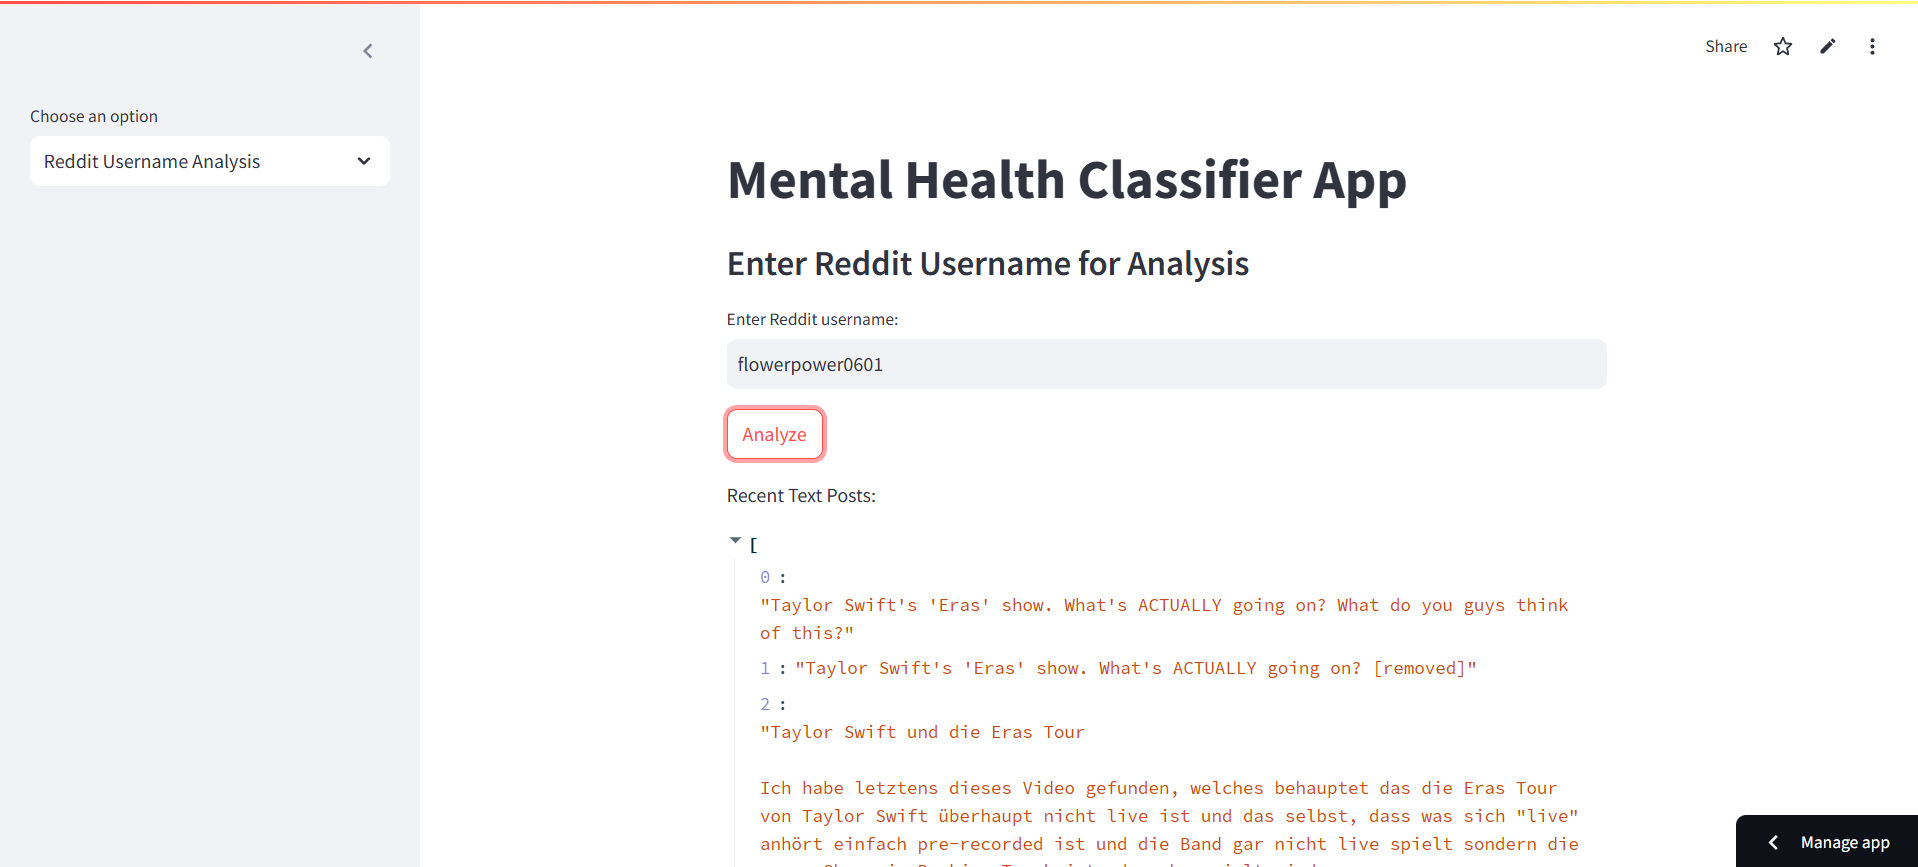 Share
Choose an option
Reddit Username Analysis
Mental Health Classifier App
Enter Reddit Username for Analysis
Enter Reddit username:
flowerpower0601
Analyze
Recent Text Posts:
[
0 :
"Taylor Swift's 'Eras' show. What's ACTUALLY going on? What do you guys think
of this?"
1 : "Taylor Swift's 'Eras' show. What's ACTUALLY going on? [removed]"
2 :
"Taylor Swift und die Eras Tour
Ich habe letztens dieses Video gefunden, welches behauptet das die Eras Tour
von Taylor Swift überhaupt nicht live ist und das selbst, dass was sich "live"
anhört einfach pre-recorded ist und die Band gar nicht live spielt sondern die
Manage app